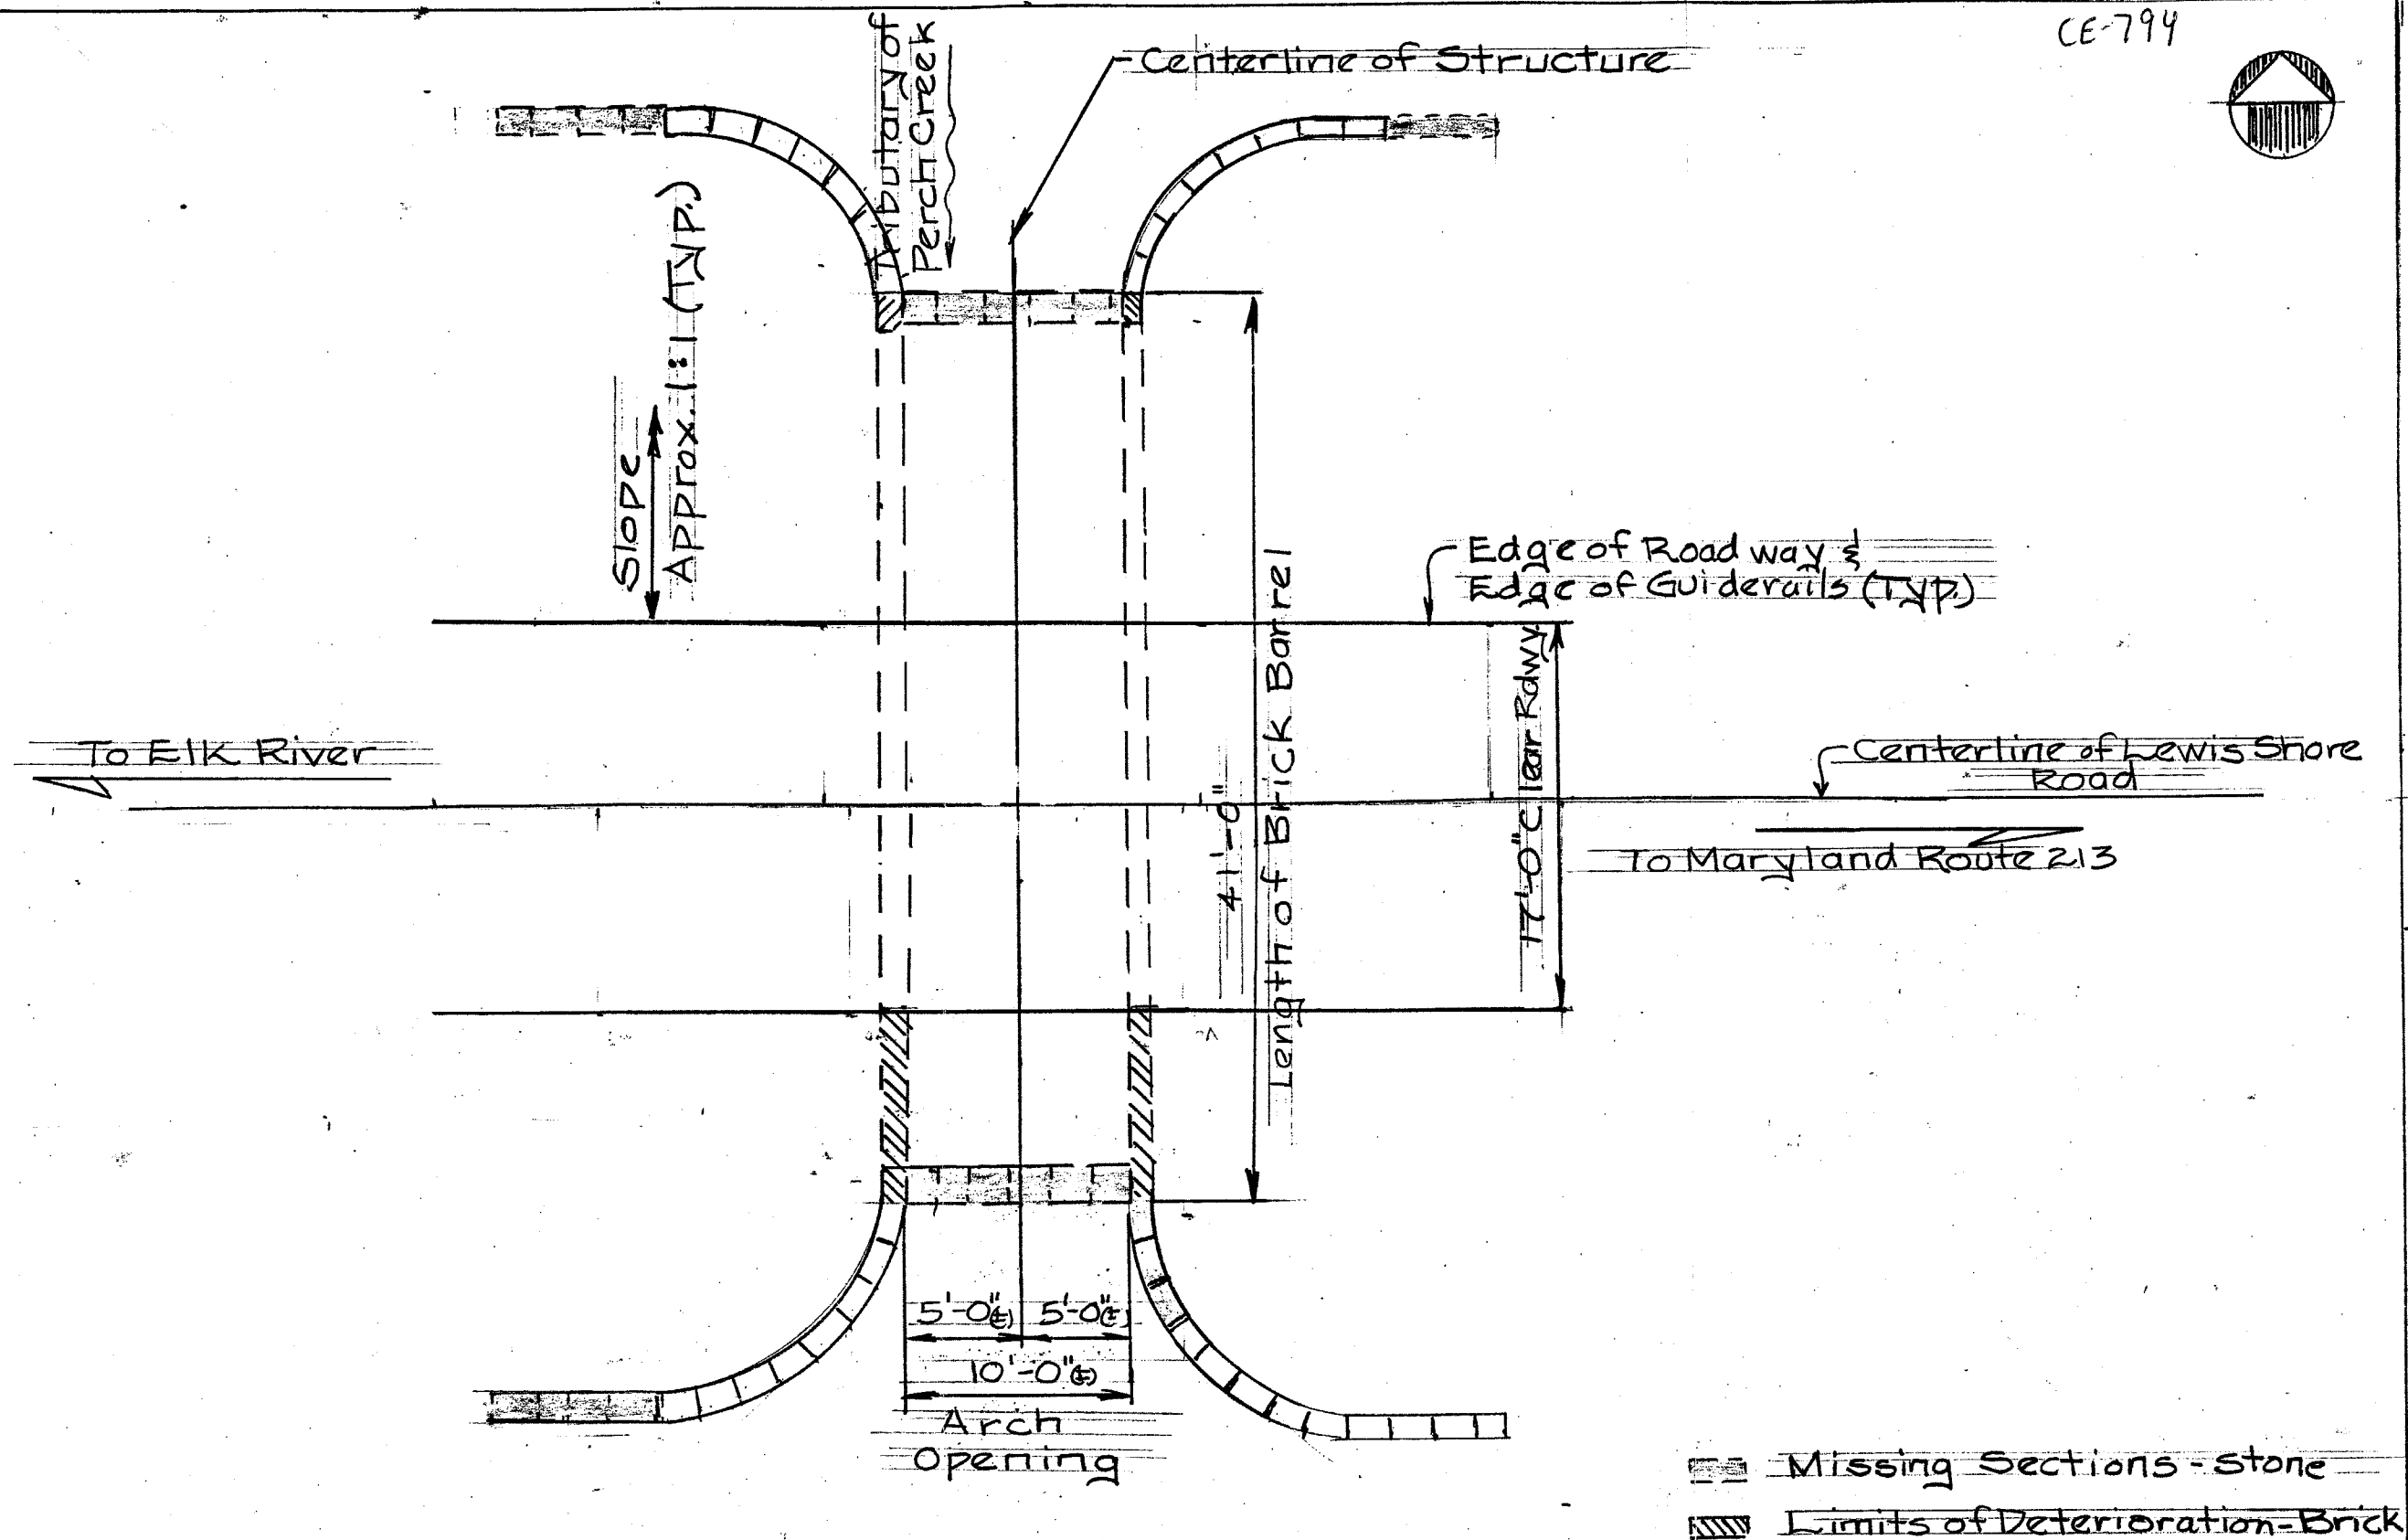 CE-794
Tributary of
Perch Creek
Centerline of Structure
Slope
Approx. 1:1 (Typ.)
Edge of Roadway &
Edge of Guiderails (Typ.)
41'-0"
Length of Brick Barrel
17'-0" Clear Rdwy.
To Elk River
Centerline of Lewis Shore
Road
To Maryland Route 213
5'-0"(±) 5'-0"(±)
10'-0"(±)
Arch
Opening
Missing Sections - Stone
Limits of Deterioration - Brick